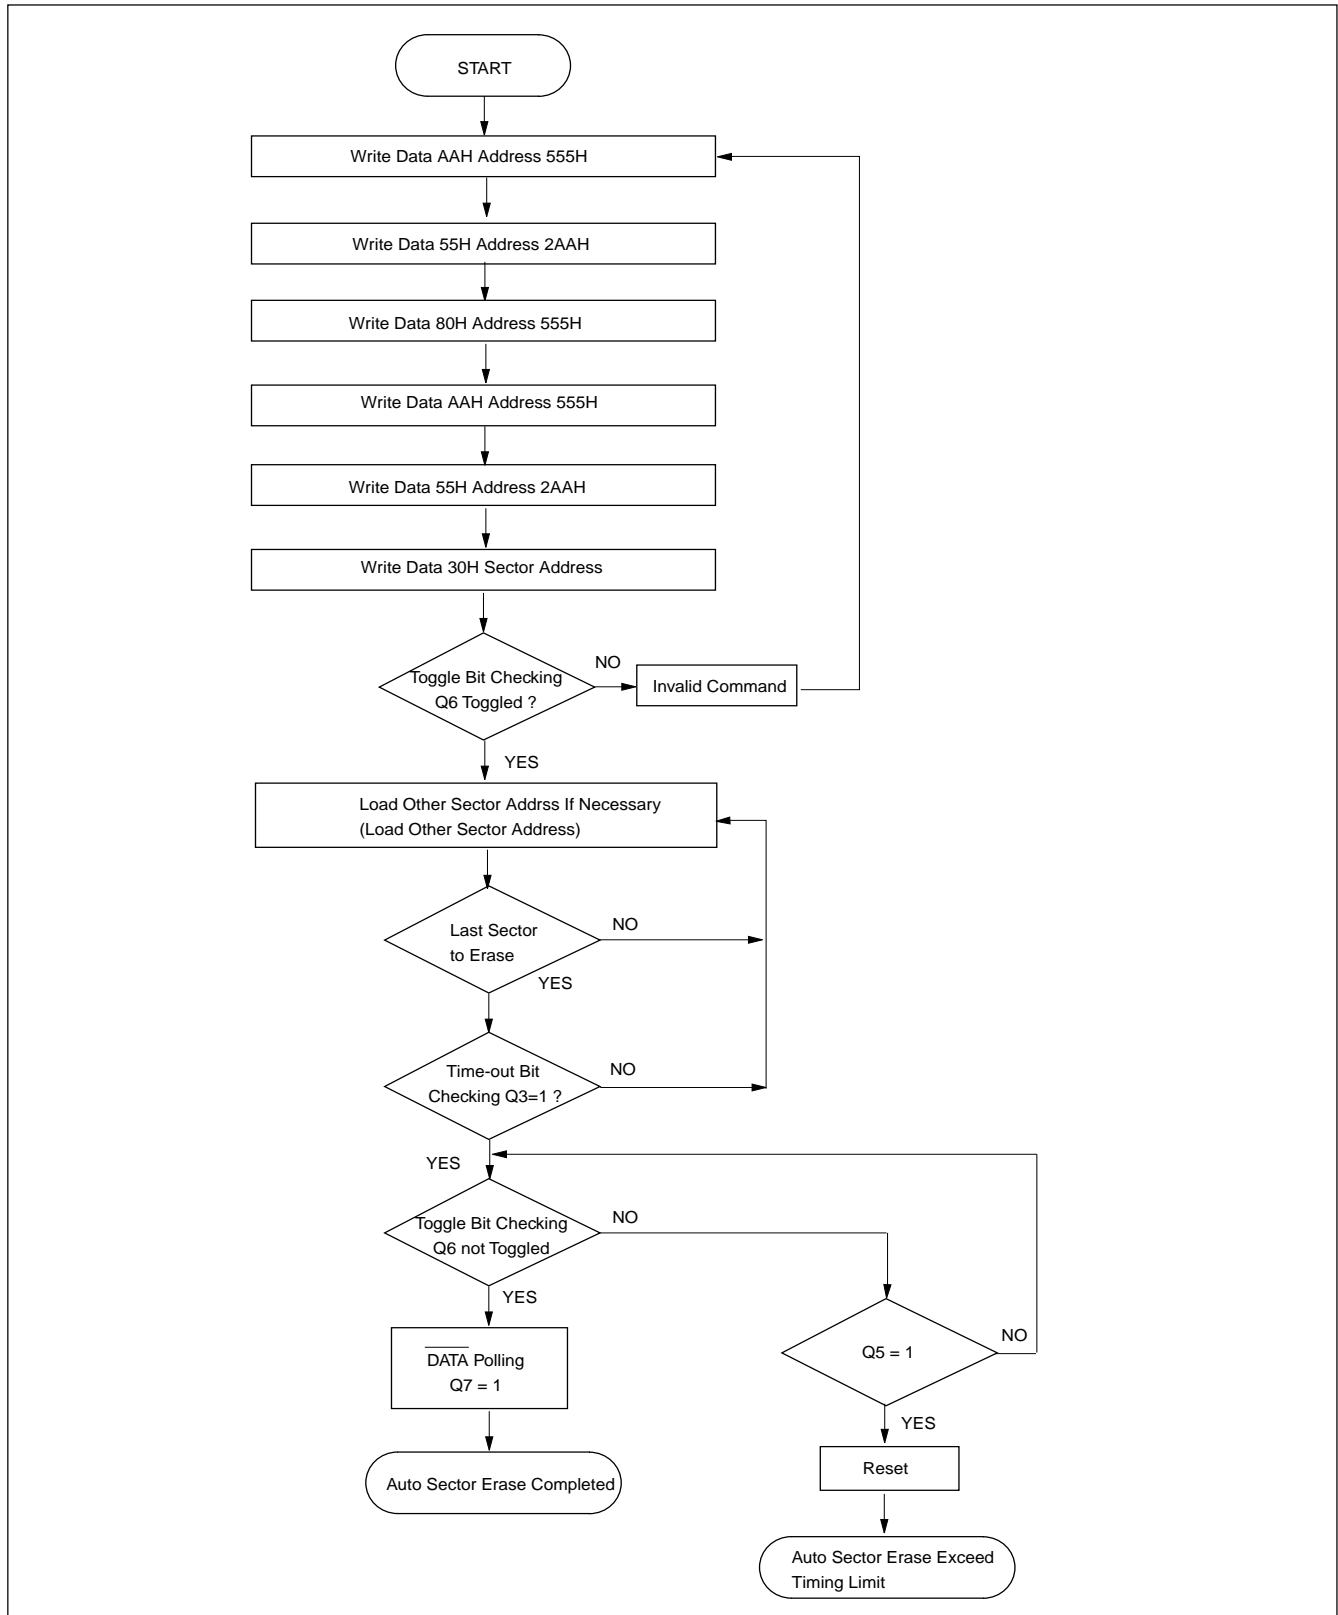 START
Write Data AAH Address 555H
Write Data 55H Address 2AAH
Write Data 80H Address 555H
Write Data AAH Address 555H
Write Data 55H Address 2AAH
Write Data 30H Sector Address
Toggle Bit Checking
Q6 Toggled ?
NO
Invalid Command
YES
Load Other Sector Addrss If Necessary
(Load Other Sector Address)
Last Sector
to Erase
NO
YES
Time-out Bit
Checking Q3=1 ?
NO
YES
Toggle Bit Checking
Q6 not Toggled
NO
YES
Q5 = 1
NO
DATA Polling
Q7 = 1
YES
Reset
Auto Sector Erase Completed
Auto Sector Erase Exceed
Timing Limit